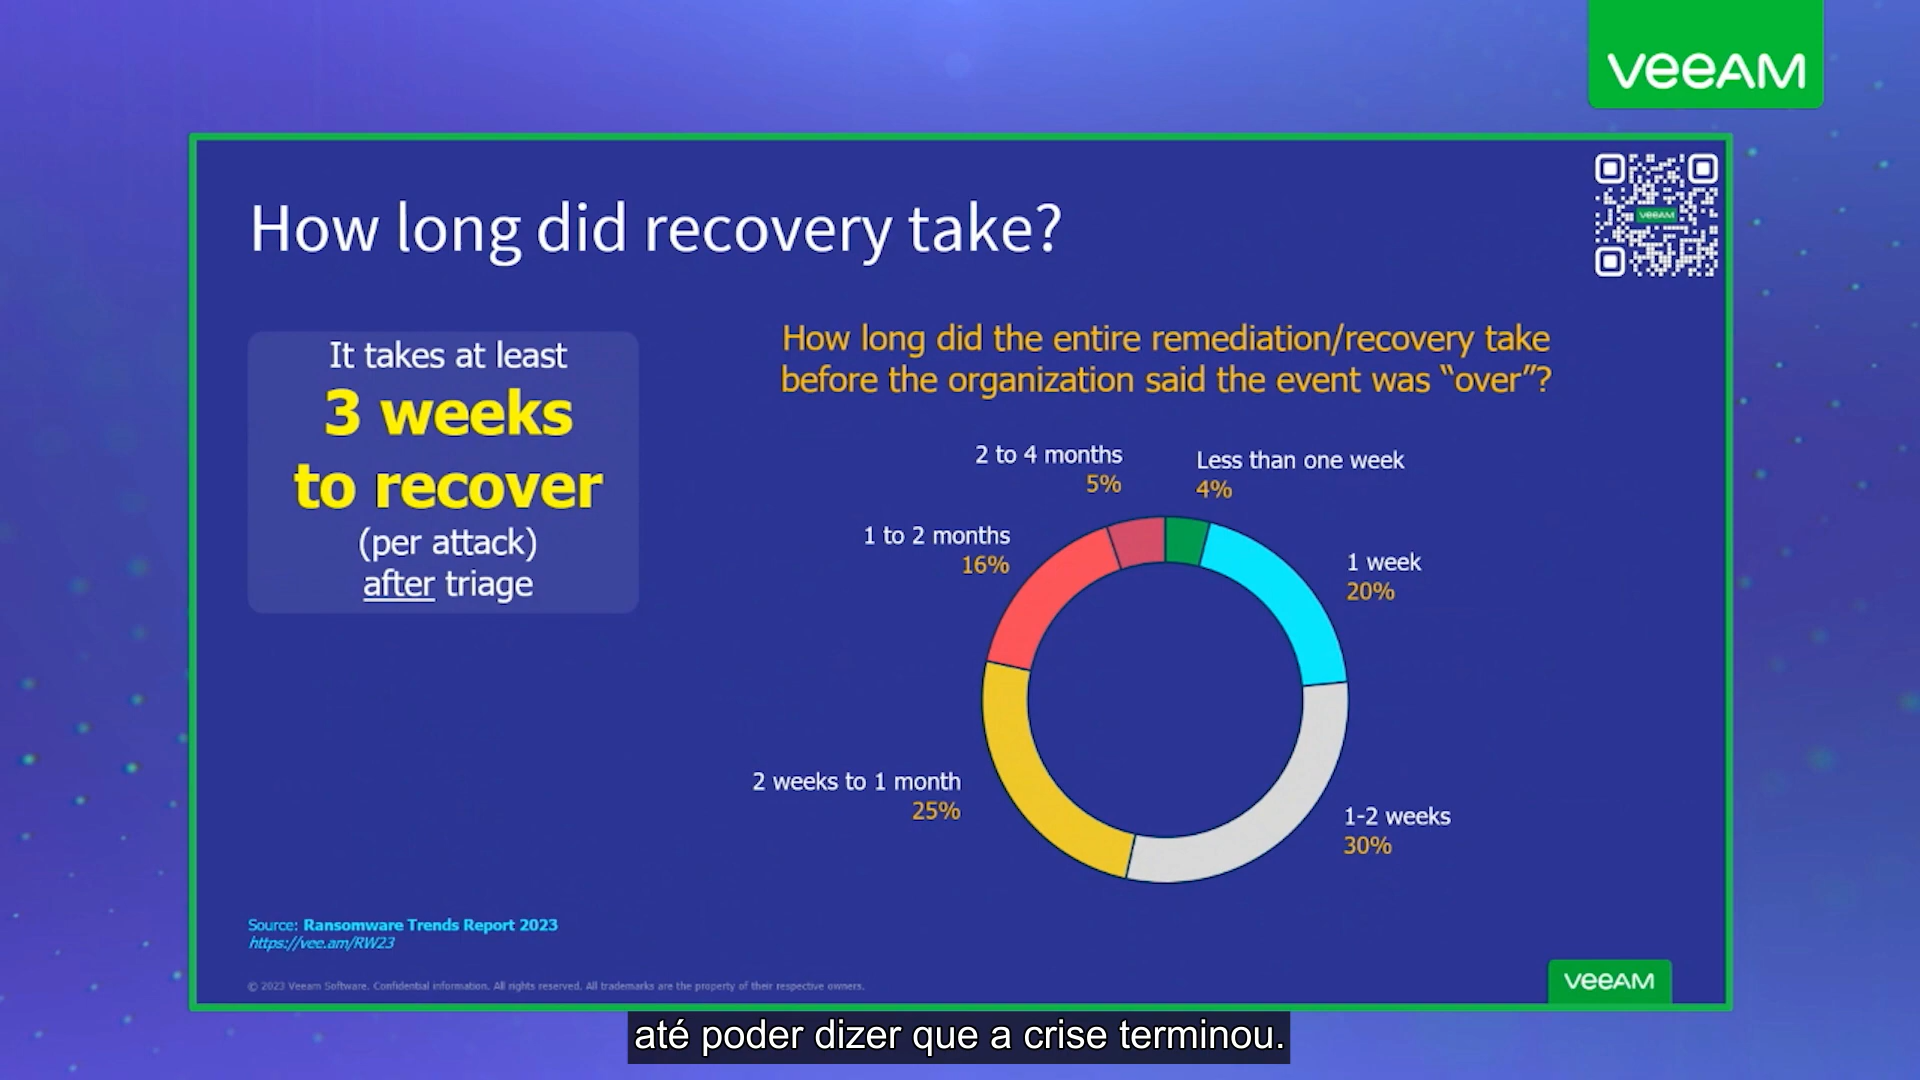 veeAM
How long did recovery take?
veeAM
It takes at least
3 weeks
to recover
(per attack)
after triage
How long did the entire remediation/recovery take
before the organization said the event was “over”?
2 to 4 months
5%
Less than one week
4%
1 to 2 months
16%
1 week
20%
2 weeks to 1 month
25%
1-2 weeks
30%
Source: Ransomware Trends Report 2023
https://vee.am/RW23
© 2023 Veeam Software. Confidential information. All rights reserved. All trademarks are the property of their respective owners.
veeAM
até poder dizer que a crise terminou.